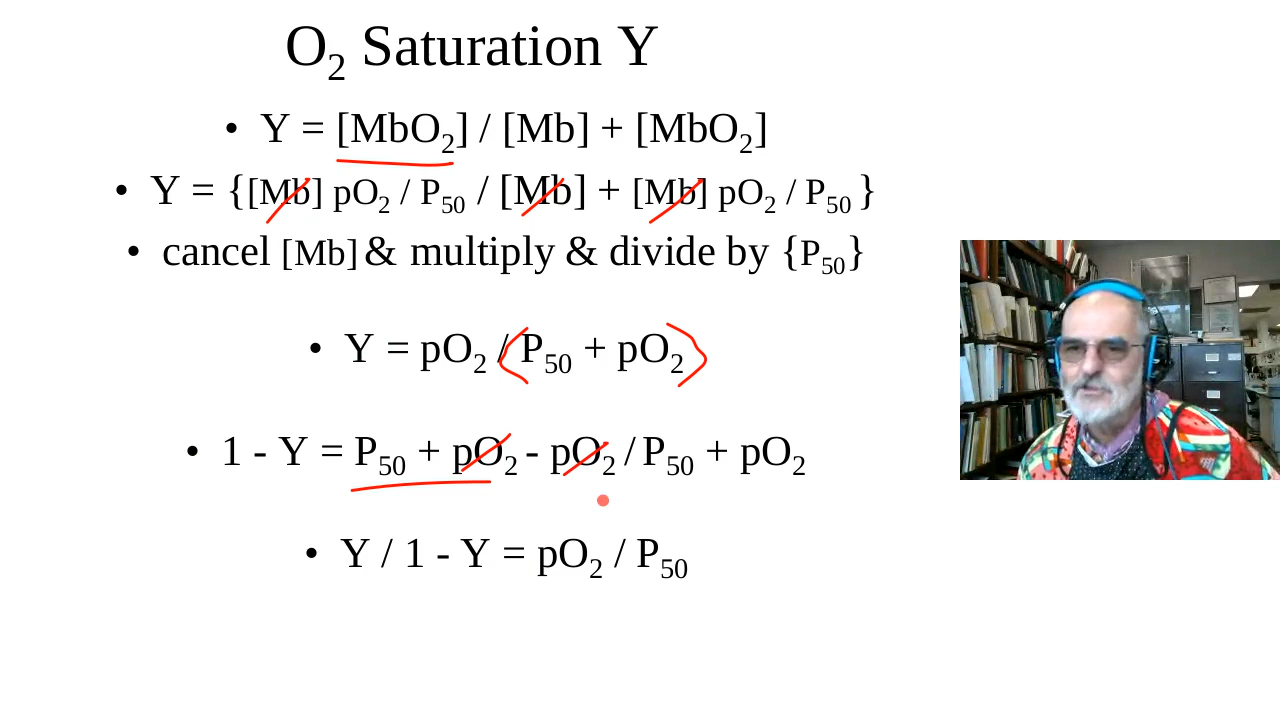 O₂ Saturation Y
• Y = [MbO₂] / [Mb] + [MbO₂]
• Y = {[Mb] pO₂ / P₅₀ / [Mb] + [Mb] pO₂ / P₅₀ }
• cancel [Mb] & multiply & divide by {P₅₀}
• Y = pO₂ / P₅₀ + pO₂
• 1 - Y = P₅₀ + pO₂ - pO₂ / P₅₀ + pO₂
• Y / 1 - Y = pO₂ / P₅₀